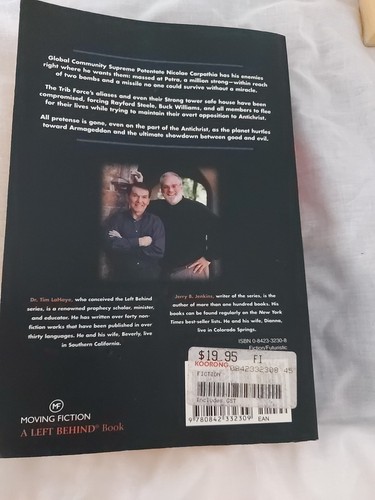 Global Community Supreme Potentate Nicolae Carpathia has his enemies
right where he wants them: massed at Petra, a million strong—within reach
of two bombs and a missile no one could survive without a miracle.
The Trib Force's aliases and even their Strong tower safe house have been
compromised, forcing Rayford Steele, Buck Williams, and all members to flee
for their lives while trying to maintain their overt opposition to Antichrist.
All pretense is gone, even on the part of the Antichrist, as the planet hurtles
toward Armageddon and the ultimate showdown between good and evil.
Dr. Tim LaHaye, who conceived the Left Behind
series, is a renowned prophecy scholar, minister,
and educator. He has written over forty non-
fiction works that have been published in over
thirty languages. He and his wife, Beverly, live
in Southern California.
Jerry B. Jenkins, writer of the series, is the
author of more than one hundred books. His
books can be found regularly on the New York
Times best-seller lists. He and his wife, Dianna,
live in Colorado Springs.
ISBN 0-8423-3230-8
Fiction/Futuristic
$19.95 FI
KOORONG 0842332308 45
FICTION
Includes GST
9 780842 332309 EAN
MF
MOVING FICTION
A LEFT BEHIND® Book